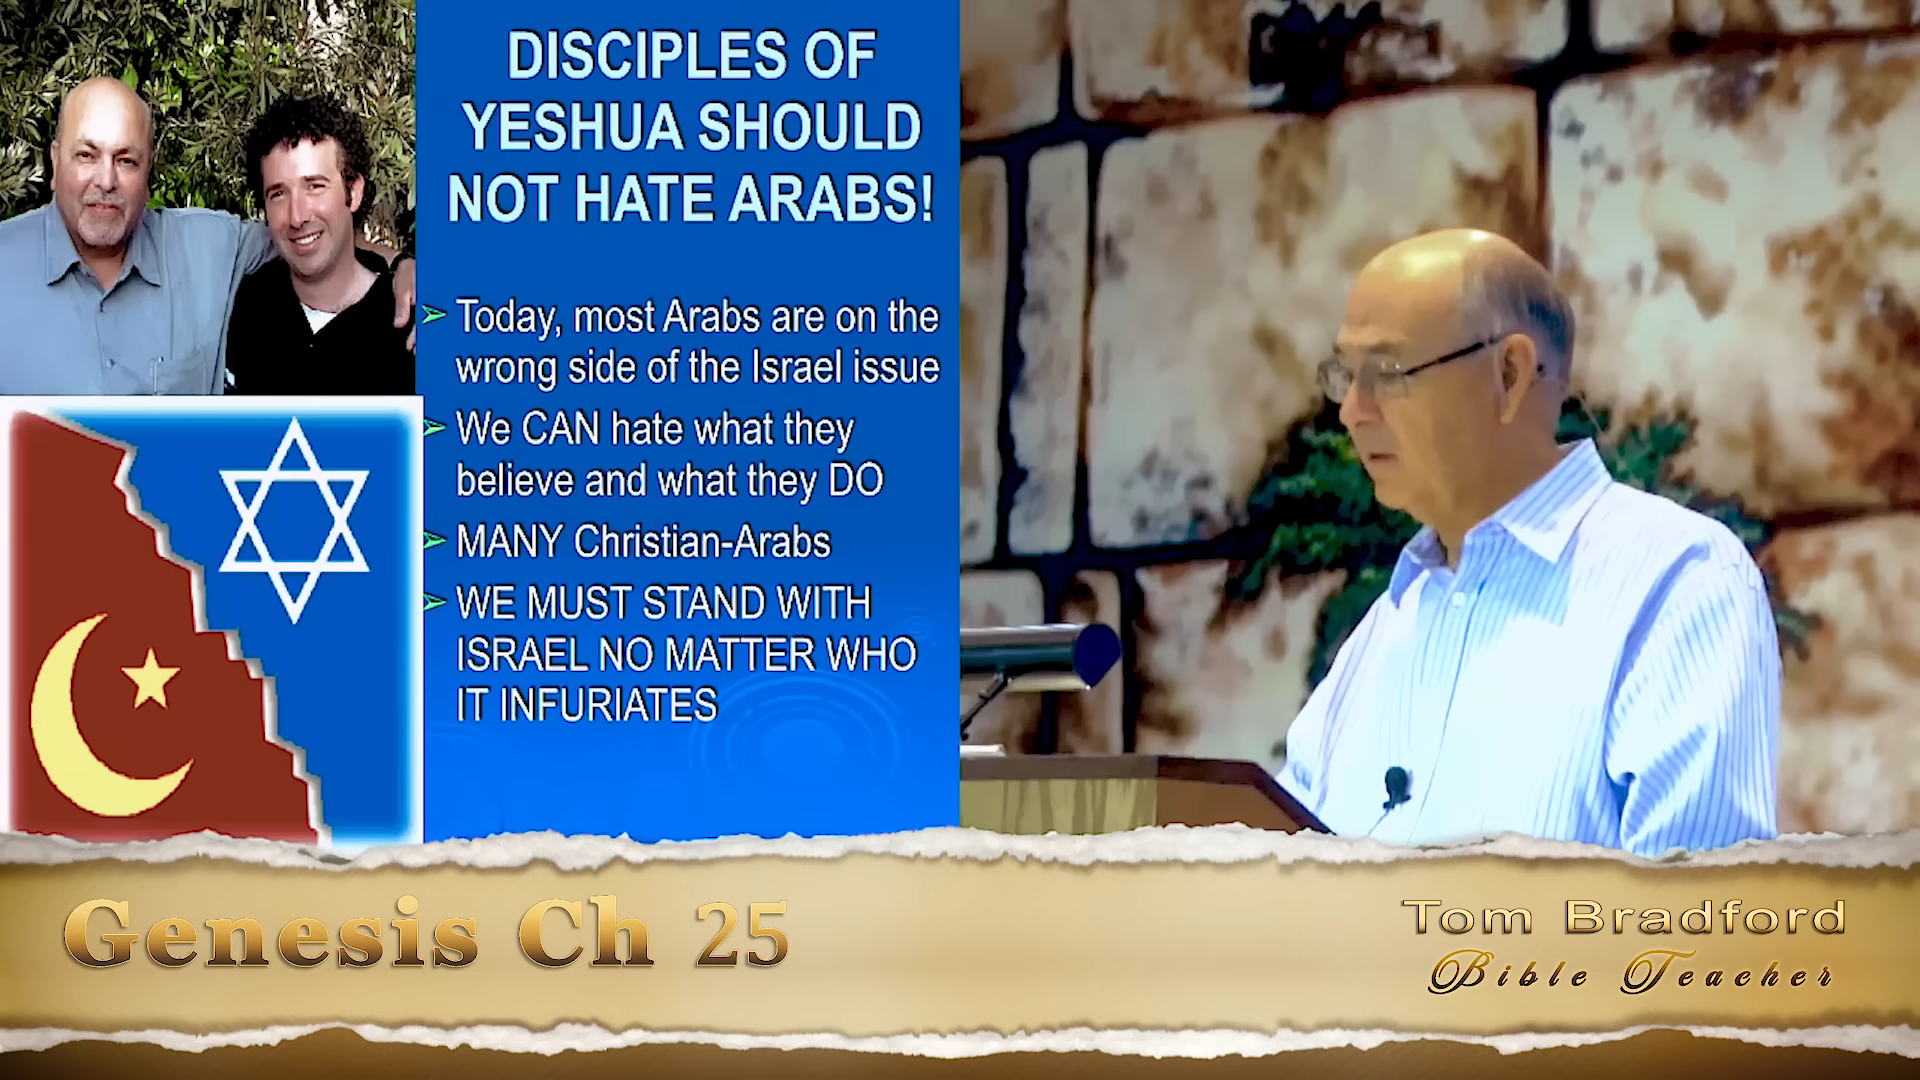 DISCIPLES OF
YESHUA SHOULD
NOT HATE ARABS!
Today, most Arabs are on the
wrong side of the Israel issue
We CAN hate what they
believe and what they DO
MANY Christian-Arabs
WE MUST STAND WITH
ISRAEL NO MATTER WHO
IT INFURIATES
Genesis Ch 25
Tom Bradford
Bible Teacher